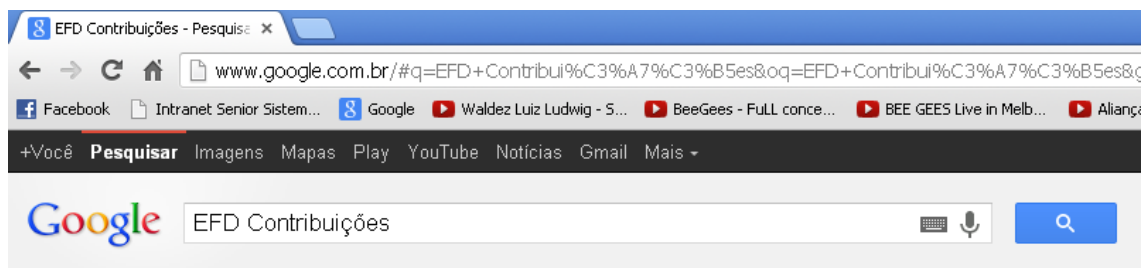 EFD Contribuições - Pesquisa
www.google.com.br/#q=EFD+Contribui%C3%A7%C3%B5es&oq=EFD+Contribui%C3%A7%C3%B5es&g
Facebook Intranet Senior Sistem... Google Waldez Luiz Ludwig - S... BeeGees - FuLL conce... BEE GEES Live in Melb... Aliança
+Você Pesquisar Imagens Mapas Play YouTube Notícias Gmail Mais
Google EFD Contribuições